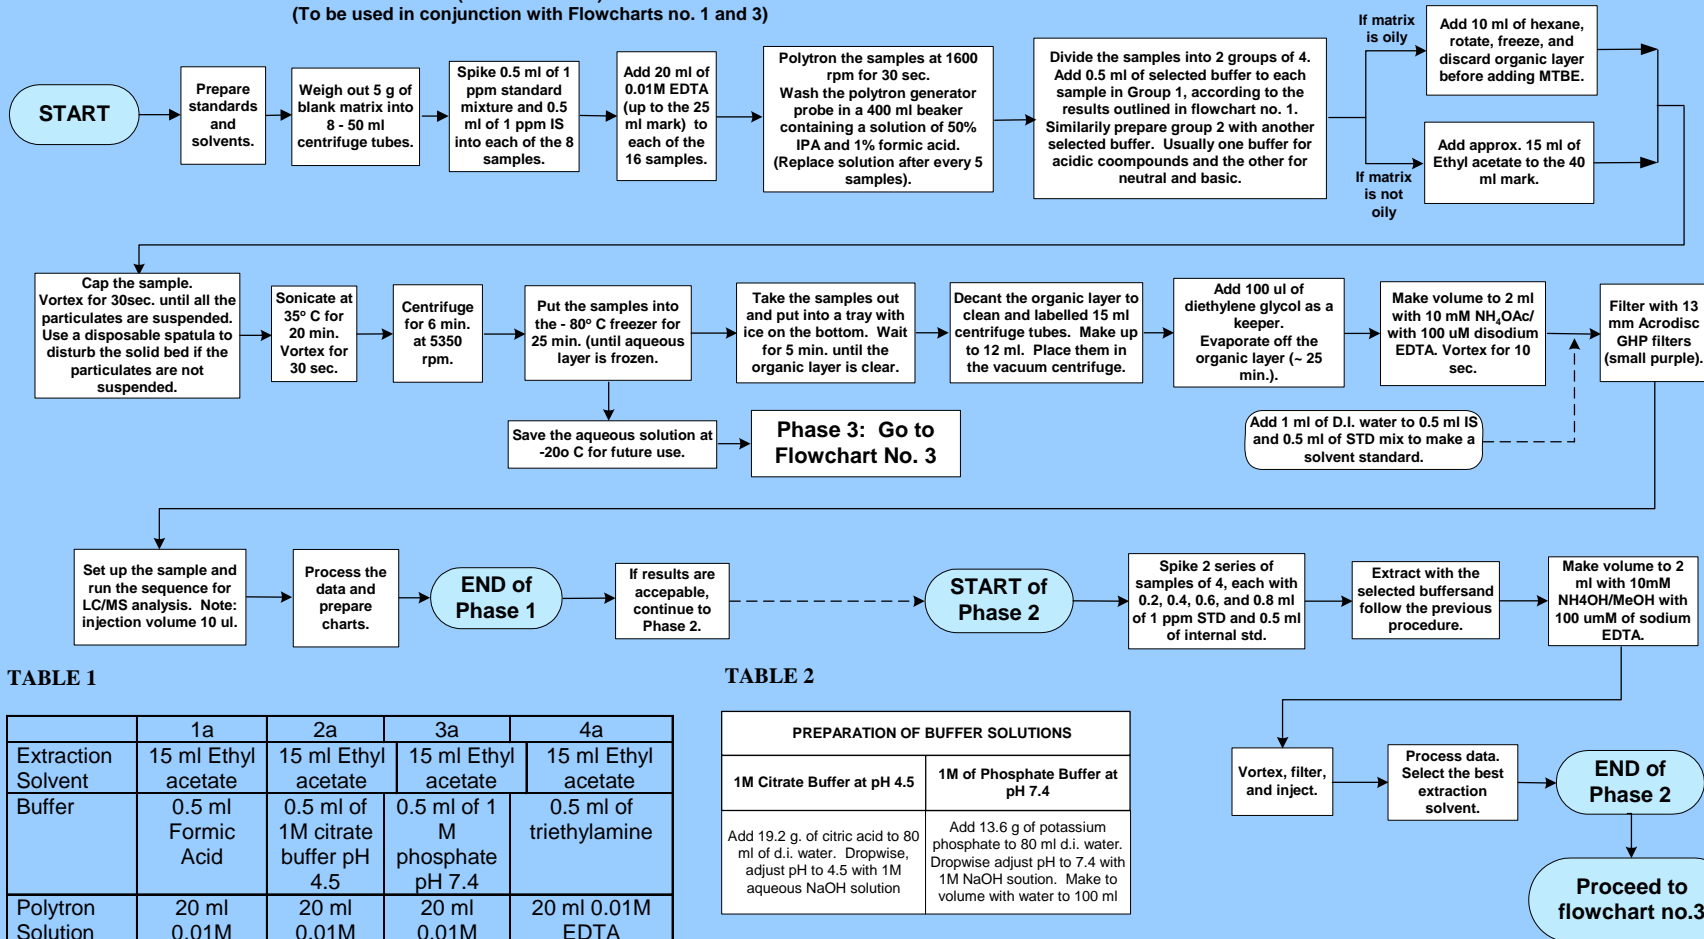 (To be used in conjunction with Flowcharts no. 1 and 3)
START
Prepare
standards
and
solvents.
Weigh out 5 g of
blank matrix into
8 - 50 ml
centrifuge tubes.
Spike 0.5 ml of 1
ppm standard
mixture and 0.5
ml of 1 ppm IS
into each of the 8
samples.
Add 20 ml of
0.01M EDTA
(up to the 25
ml mark) to
each of the
16 samples.
Polytron the samples at 1600
rpm for 30 sec.
Wash the polytron generator
probe in a 400 ml beaker
containing a solution of 50%
IPA and 1% formic acid.
(Replace solution after every 5
samples).
Divide the samples into 2 groups of 4.
Add 0.5 ml of selected buffer to each
sample in Group 1, according to the
results outlined in flowchart no. 1.
Similarily prepare group 2 with another
selected buffer. Usually one buffer for
acidic coompounds and the other for
neutral and basic.
If matrix
is oily
Add 10 ml of hexane,
rotate, freeze, and
discard organic layer
before adding MTBE.
If matrix
is not
oily
Add approx. 15 ml of
Ethyl acetate to the 40
ml mark.
Cap the sample.
Vortex for 30sec. until all the
particulates are suspended.
Use a disposable spatula to
disturb the solid bed if the
particulates are not
suspended.
Sonicate at
35º C for
20 min.
Vortex for
30 sec.
Centrifuge
for 6 min.
at 5350
rpm.
Put the samples into
the - 80º C freezer for
25 min. (until aqueous
layer is frozen.
Take the samples out
and put into a tray with
ice on the bottom. Wait
for 5 min. until the
organic layer is clear.
Decant the organic layer to
clean and labelled 15 ml
centrifuge tubes. Make up
to 12 ml. Place them in
the vacuum centrifuge.
Add 100 ul of
diethylene glycol as a
keeper.
Evaporate off the
organic layer (~ 25
min.).
Make volume to 2 ml
with 10 mM NH₄OAc/
with 100 uM disodium
EDTA. Vortex for 10
sec.
Filter with 13
mm Acrodisc
GHP filters
(small purple).
Save the aqueous solution at
-20o C for future use.
Phase 3: Go to
Flowchart No. 3
Add 1 ml of D.I. water to 0.5 ml IS
and 0.5 ml of STD mix to make a
solvent standard.
Set up the sample and
run the sequence for
LC/MS analysis. Note:
injection volume 10 ul.
Process the
data and
prepare
charts.
END of
Phase 1
If results are
accepable,
continue to
Phase 2.
START of
Phase 2
Spike 2 series of
samples of 4, each with
0.2, 0.4, 0.6, and 0.8 ml
of 1 ppm STD and 0.5 ml
of internal std.
Extract with the
selected buffersand
follow the previous
procedure.
Make volume to 2
ml with 10mM
NH4OH/MeOH with
100 umM of sodium
EDTA.
Vortex, filter,
and inject.
Process data.
Select the best
extraction
solvent.
END of
Phase 2
Proceed to
flowchart no.3
TABLE 1
1a 2a 3a 4a
Extraction
Solvent
15 ml Ethyl
acetate
15 ml Ethyl
acetate
15 ml Ethyl
acetate
15 ml Ethyl
acetate
Buffer
0.5 ml
Formic
Acid
0.5 ml of
1M citrate
buffer pH
4.5
0.5 ml of 1
M
phosphate
pH 7.4
0.5 ml of
triethylamine
Polytron
Solution
20 ml
0.01M
20 ml
0.01M
20 ml
0.01M
20 ml 0.01M
EDTA
TABLE 2
PREPARATION OF BUFFER SOLUTIONS
1M Citrate Buffer at pH 4.5
1M of Phosphate Buffer at
pH 7.4
Add 19.2 g. of citric acid to 80
ml of d.i. water. Dropwise,
adjust pH to 4.5 with 1M
aqueous NaOH solution
Add 13.6 g of potassium
phosphate to 80 ml d.i. water.
Dropwise adjust pH to 7.4 with
1M NaOH soution. Make to
volume with water to 100 ml